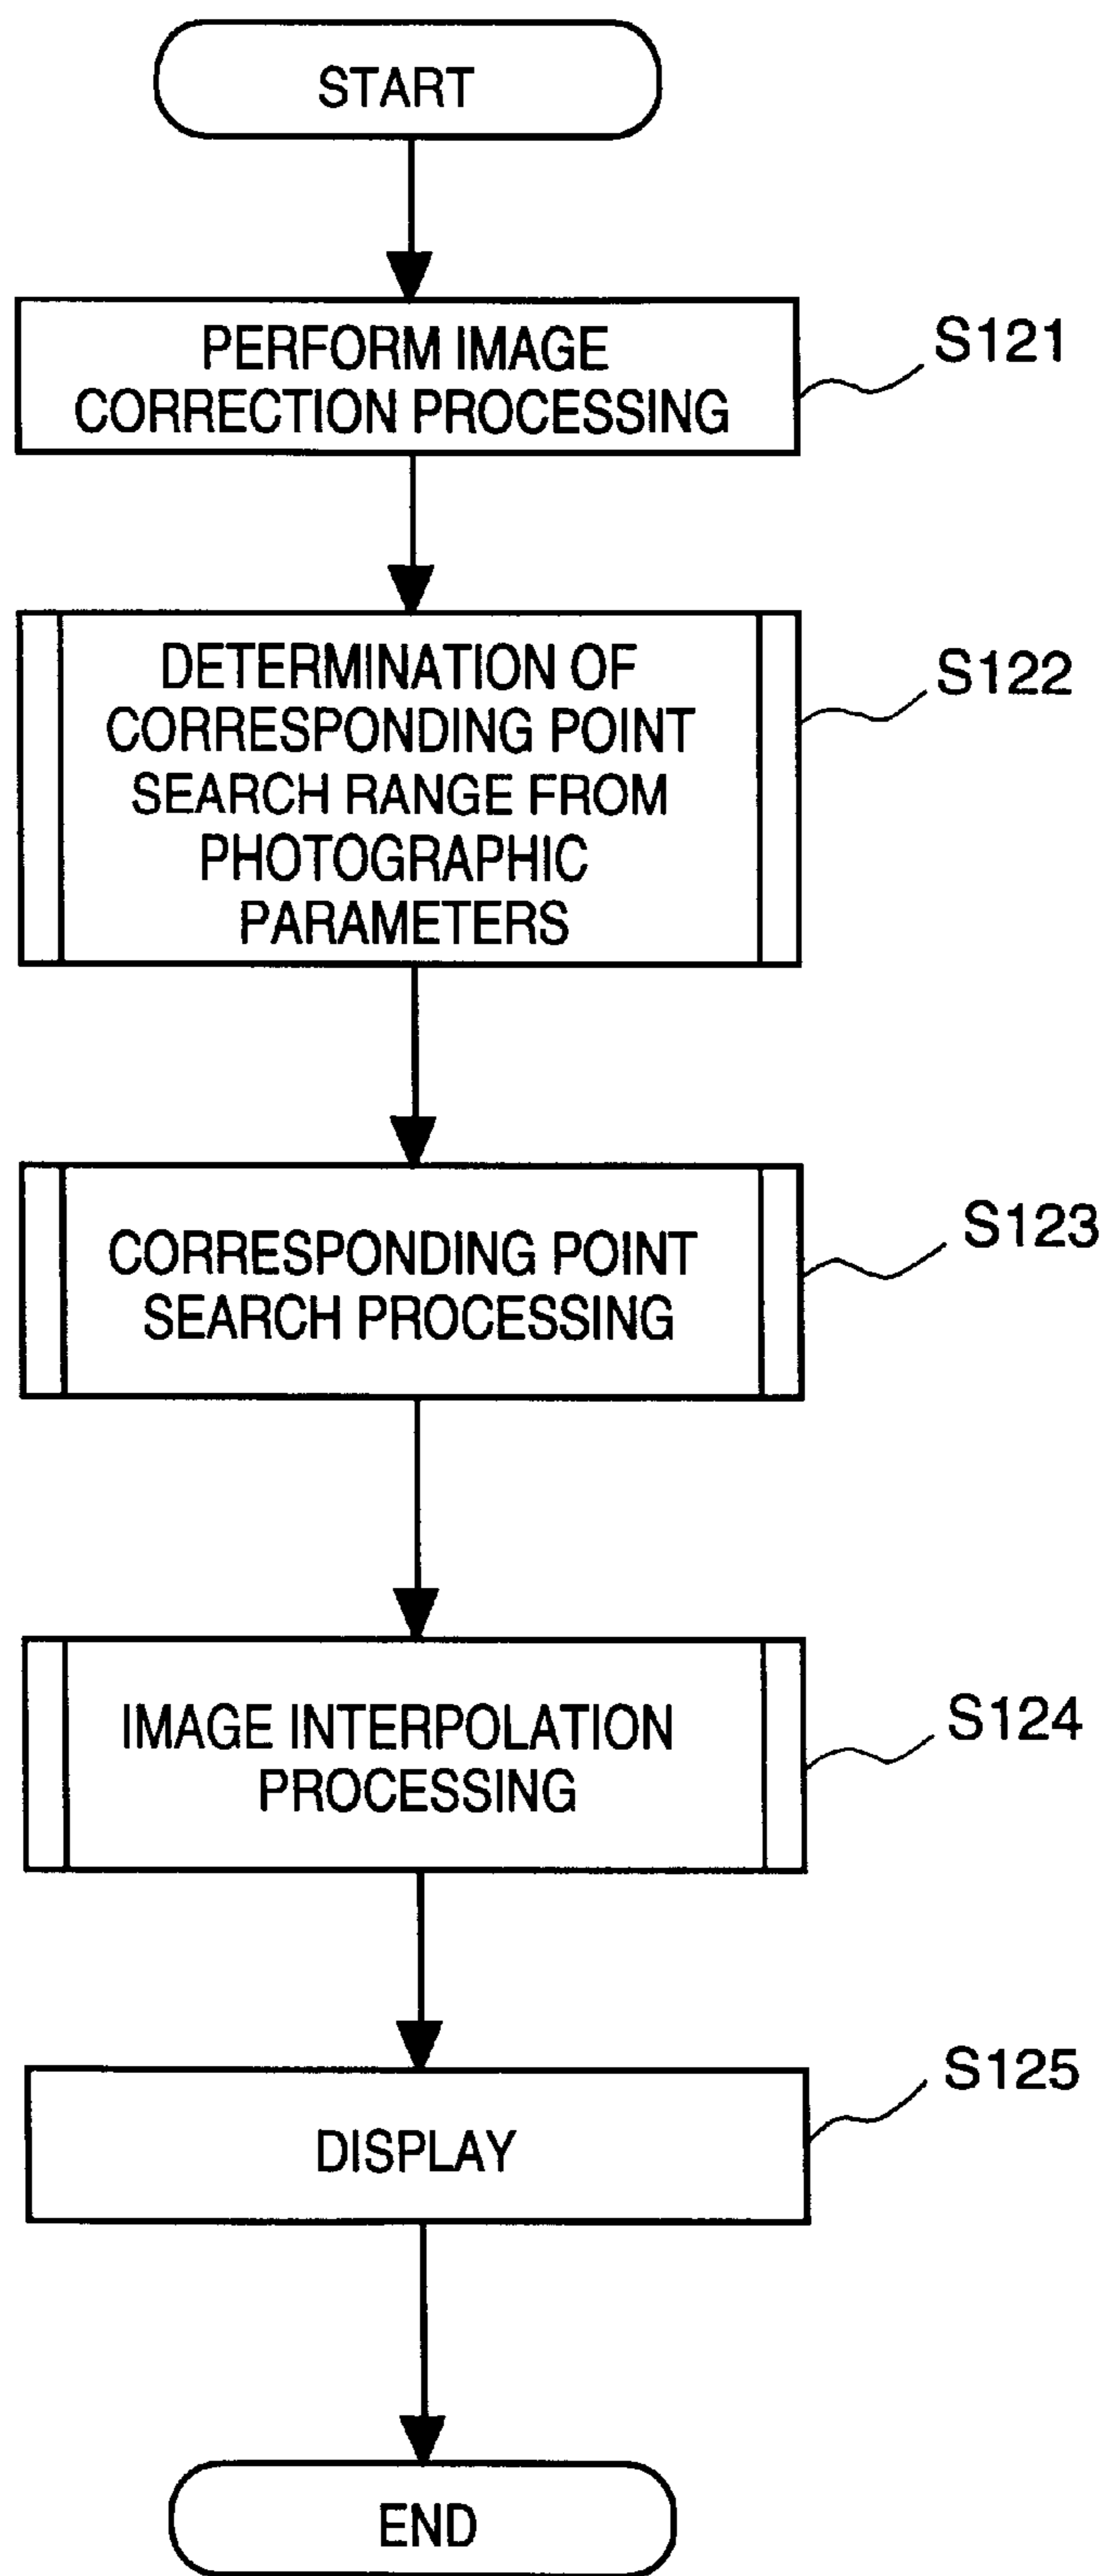 START
PERFORM IMAGE
CORRECTION PROCESSING
S121
DETERMINATION OF
CORRESPONDING POINT
SEARCH RANGE FROM
PHOTOGRAPHIC
PARAMETERS
S122
CORRESPONDING POINT
SEARCH PROCESSING
S123
IMAGE INTERPOLATION
PROCESSING
S124
DISPLAY
S125
END